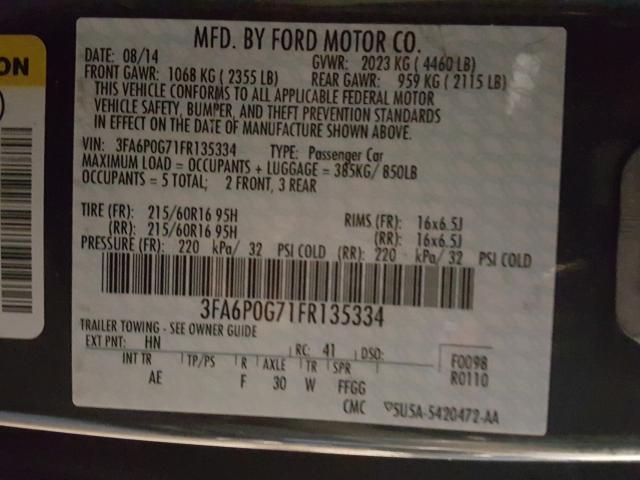 MFD. BY FORD MOTOR CO.
DATE: 08/14 GVWR: 2023 KG ( 4460 LB)
FRONT GAWR: 1068 KG ( 2355 LB) REAR GAWR: 959 KG ( 2115 LB)
THIS VEHICLE CONFORMS TO ALL APPLICABLE FEDERAL MOTOR
VEHICLE SAFETY, BUMPER, AND THEFT PREVENTION STANDARDS
IN EFFECT ON THE DATE OF MANUFACTURE SHOWN ABOVE.
VIN: 3FA6P0G71FR135334 TYPE: Passenger Car
MAXIMUM LOAD = OCCUPANTS + LUGGAGE = 385KG/ 850LB
OCCUPANTS = 5 TOTAL; 2 FRONT, 3 REAR
TIRE (FR): 215/60R16 95H RIMS (FR): 16x6.5J
(RR): 215/60R16 95H (RR): 16x6.5J
PRESSURE (FR): 220 kPa/ 32 PSI COLD (RR): 220 kPa/ 32 PSI COLD
3FA6P0G71FR135334
TRAILER TOWING - SEE OWNER GUIDE
EXT PNT: HN RC: 41 DSO:
INT TR TP/PS R AXLE TR SPR
AE F 30 W FFGG
F0098
R0110
CMC 5U5A-5420472-AA
ON